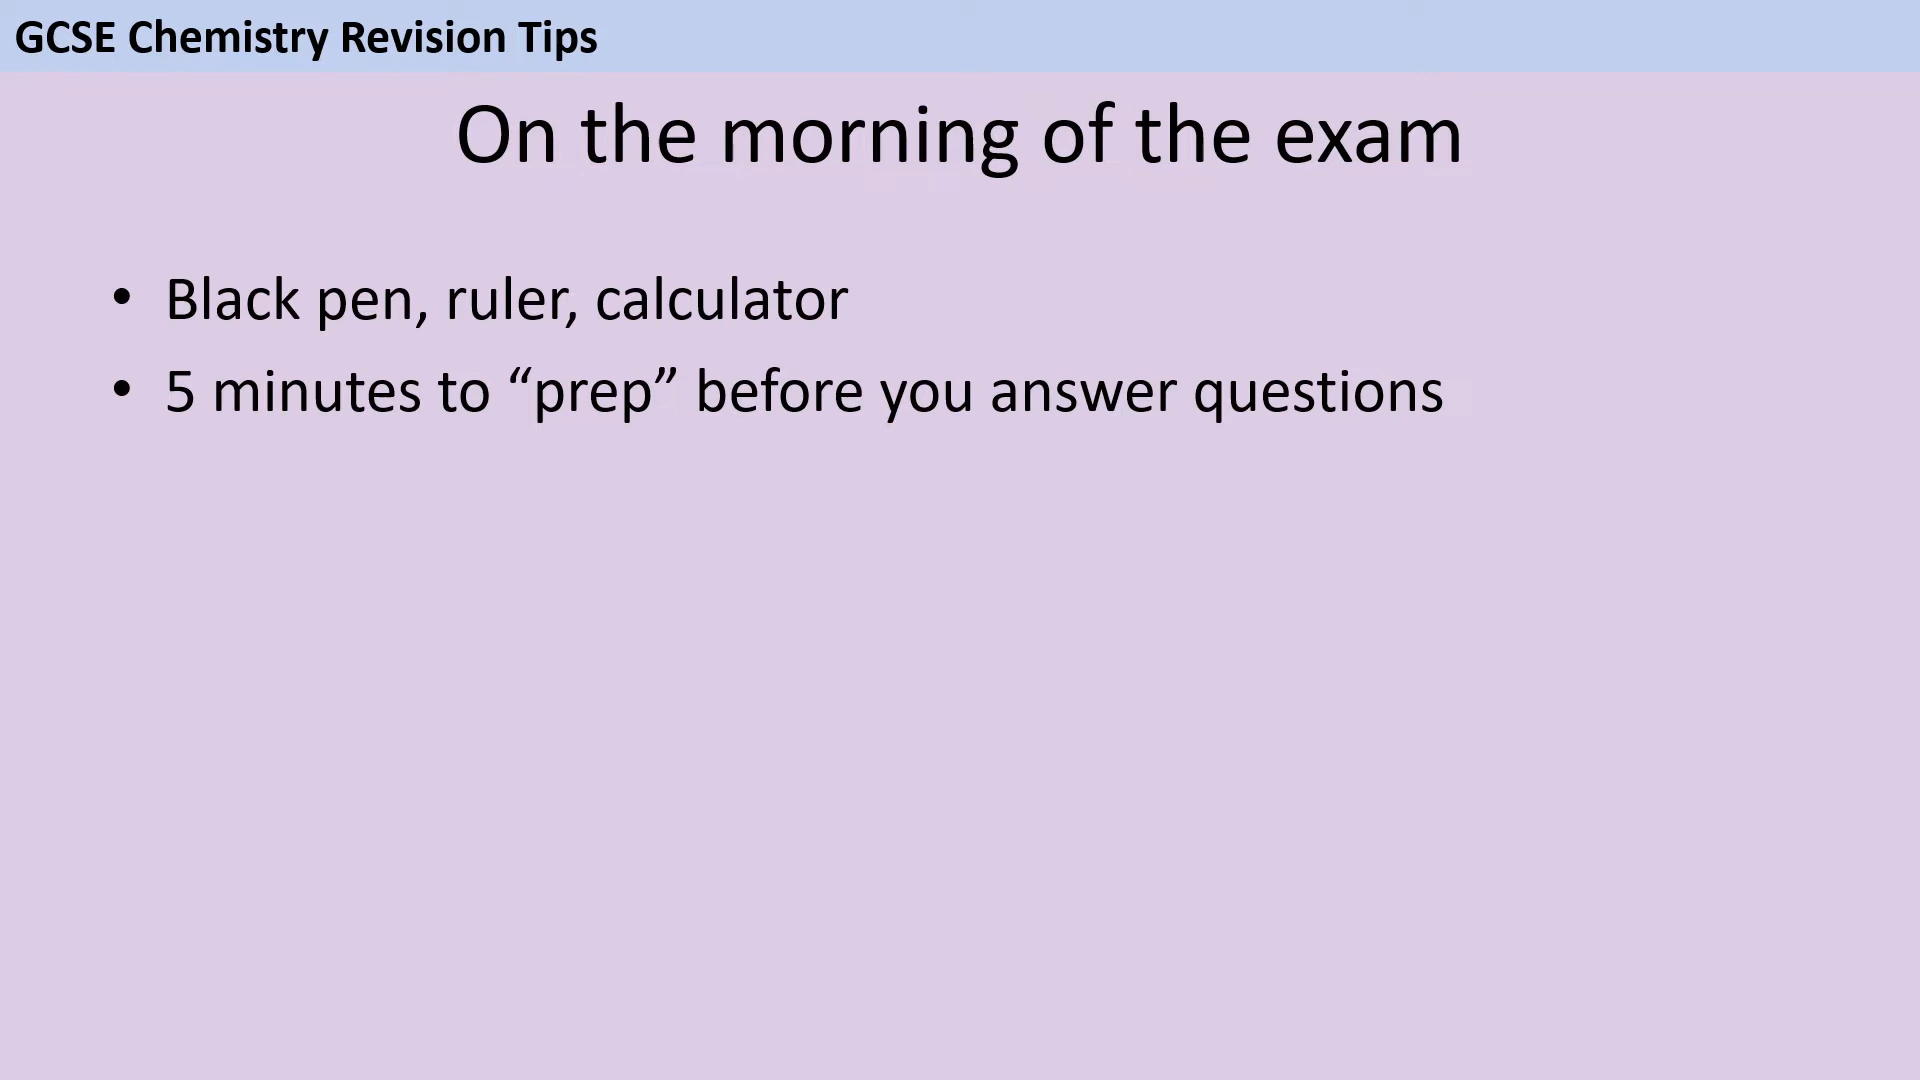 GCSE Chemistry Revision Tips
On the morning of the exam
• Black pen, ruler, calculator
• 5 minutes to “prep” before you answer questions